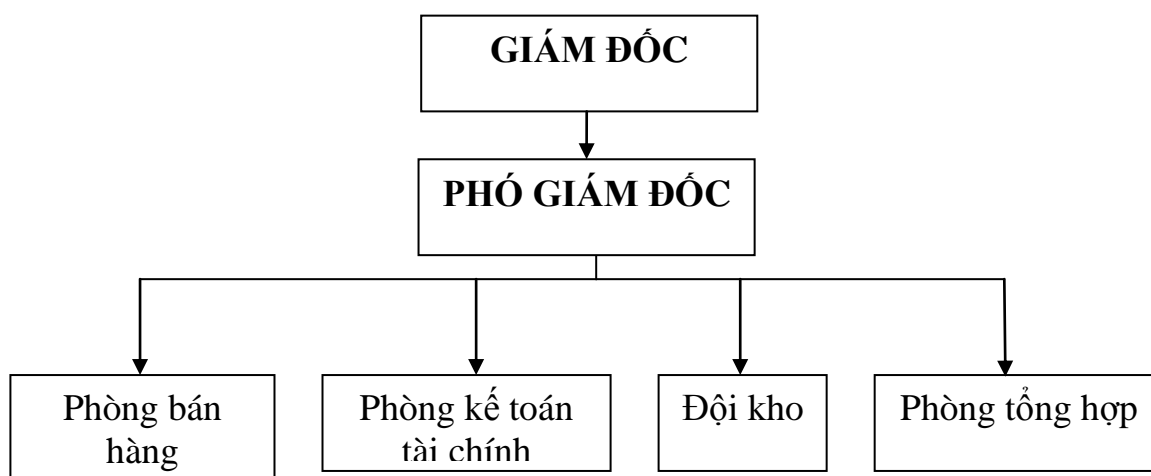 GIÁM ĐỐC
PHÓ GIÁM ĐỐC
Phòng bán
hàng
Phòng kế toán
tài chính
Đội kho
Phòng tổng hợp